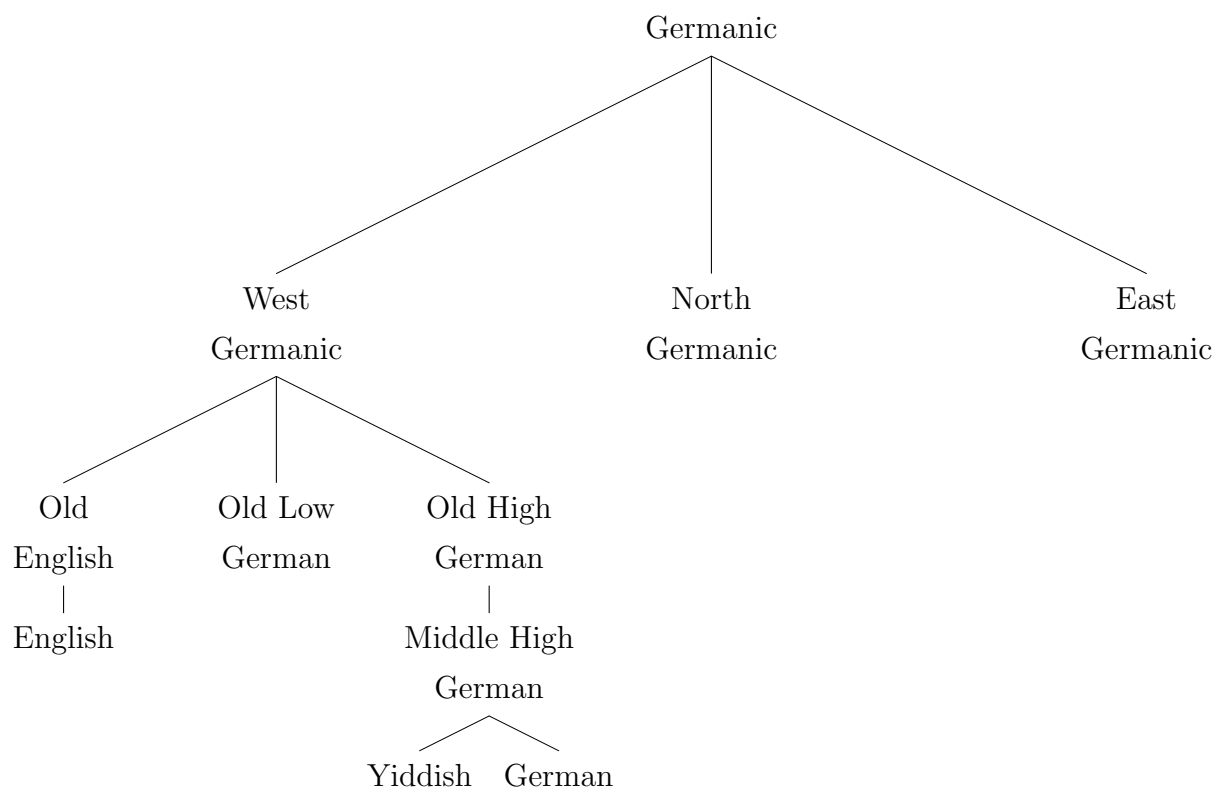 Germanic
West
Germanic
North
Germanic
East
Germanic
Old
English
Old Low
German
Old High
German
English
Middle High
German
Yiddish
German